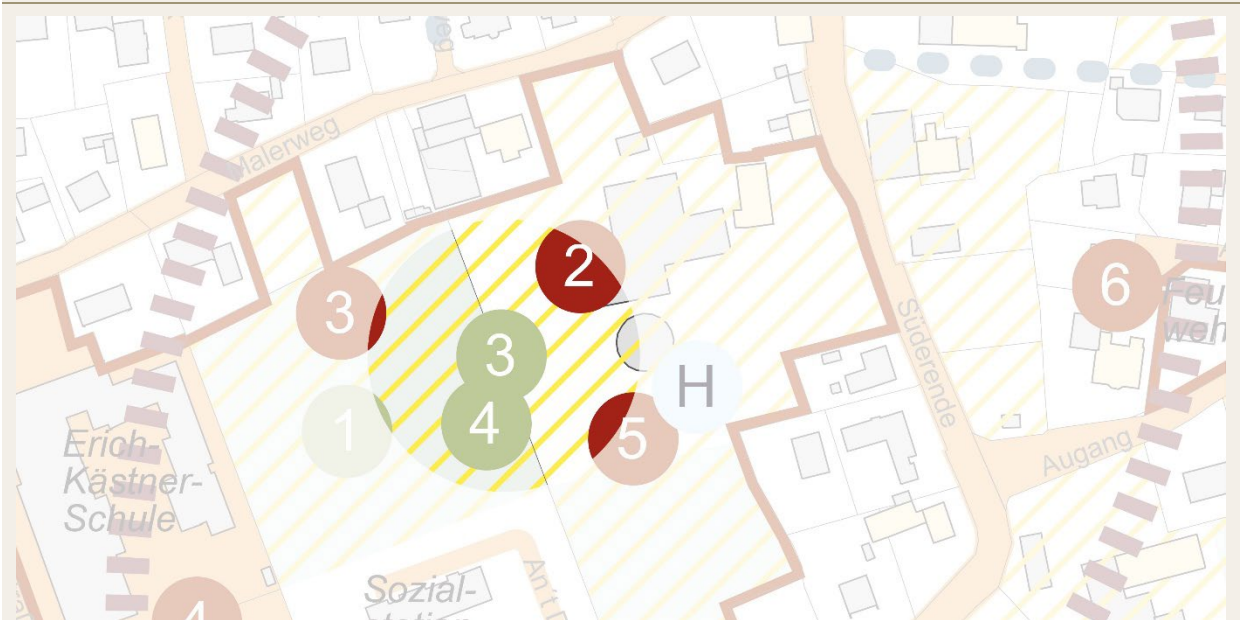 Malerweg
2
3
3
1
4
5
H
6
Süderende
Augang
Erich-
Kästner-
Schule
Sozial-
4